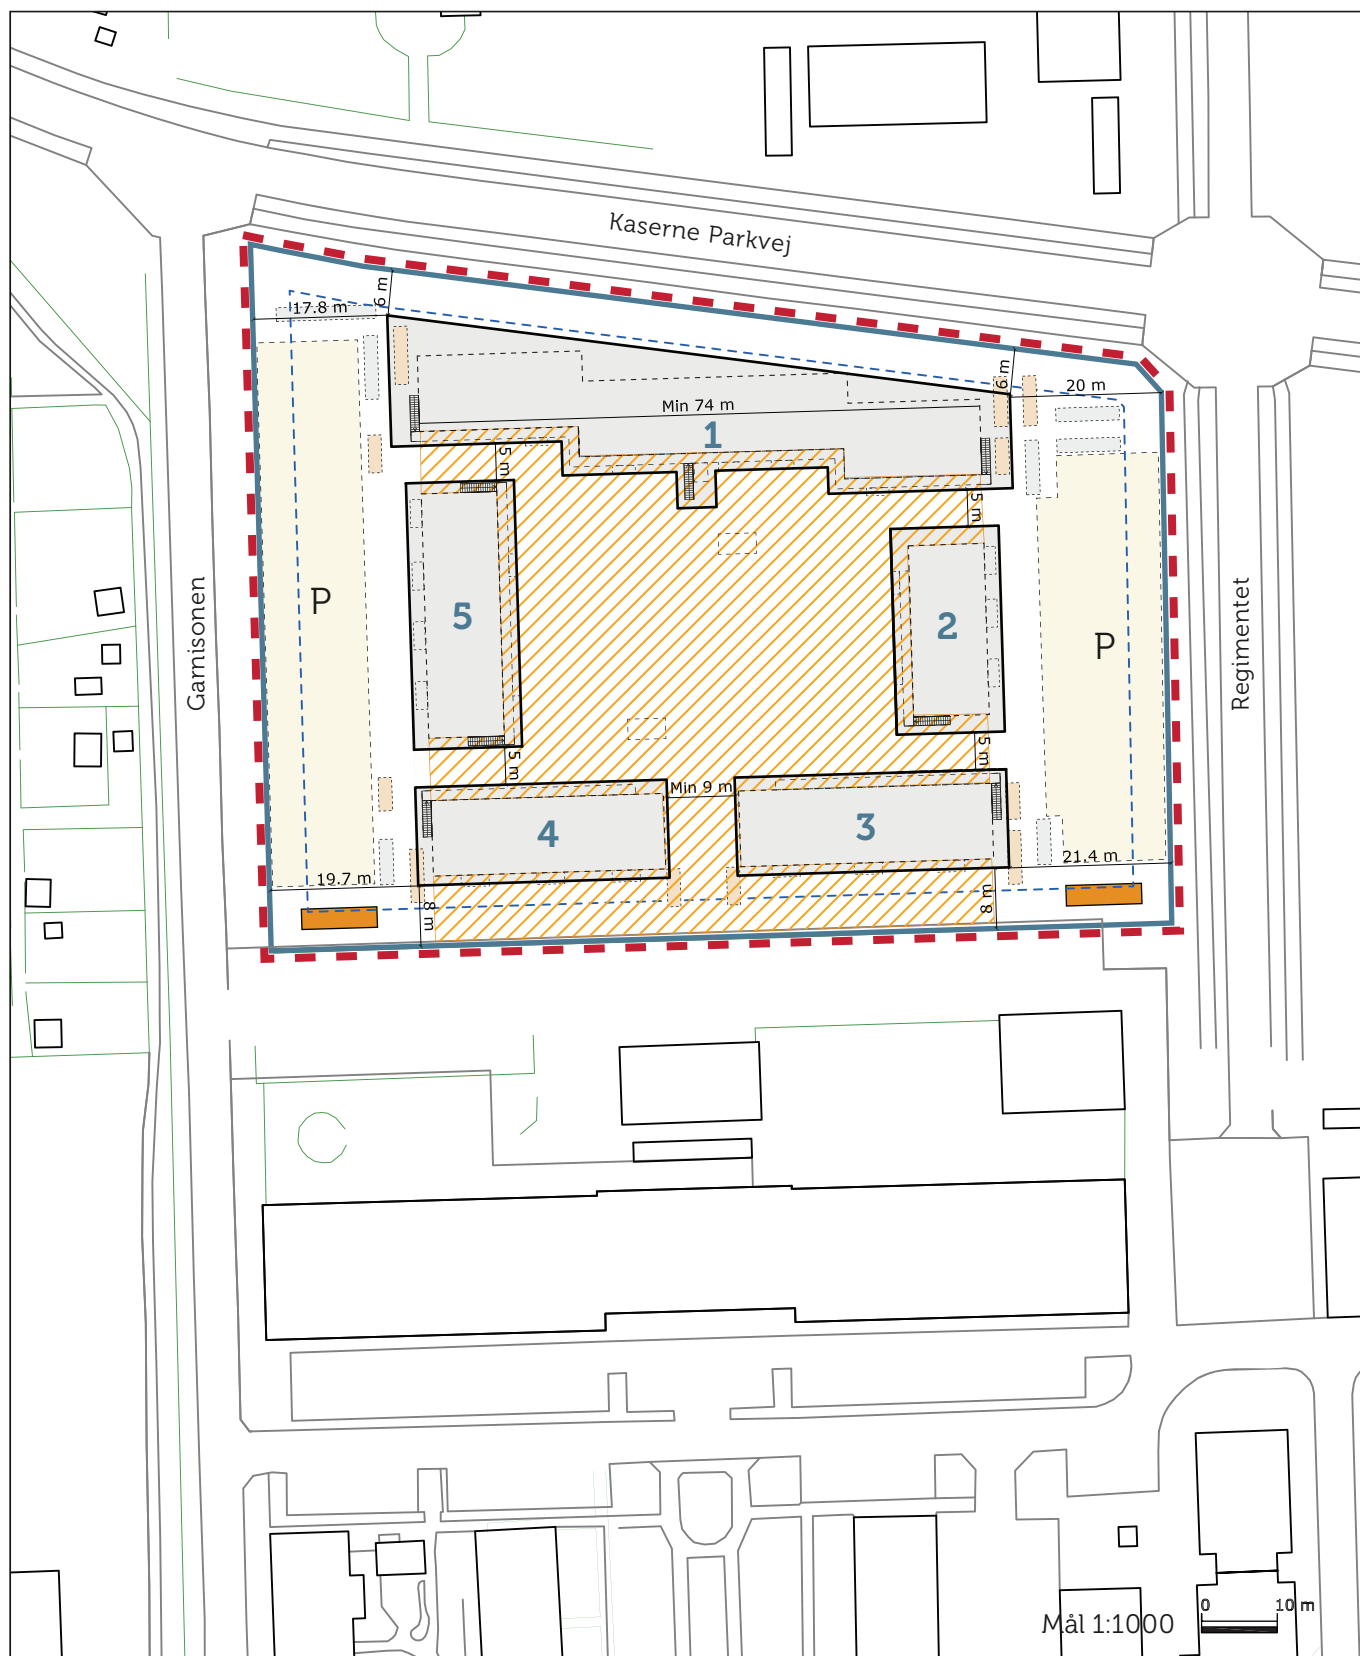 Kaserne Parkvej
6 m
17.8 m
6 m
20 m
Min 74 m
1
5 m
5 m
P
5
2
P
Garnisonen
Regimentet
5 m
5 m
Min 9 m
4
3
19.7 m
21.4 m
8 m
8 m
Mål 1:1000
0 10 m